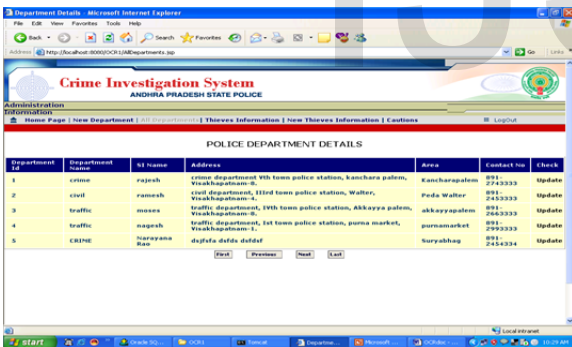 Department Details - Microsoft Internet Explorer
File Edit View Favorites Tools Help
Back Search Favorites
Address http://localhost:8080/OCR1/AllDepartments.jsp Go Links
Crime Investigation System
ANDHRA PRADESH STATE POLICE
Administration
Information
Home Page | New Department | All Departments | Thieves Information | New Thieves Information | Cautions LogOut
POLICE DEPARTMENT DETAILS
Department Id Department Name SI Name Address Area Contact No Check
1 crime rajesh crime department Vth town police station, kanchara palem, Visakhapatnam-8. Kancharapalem 891-2743333 Update
2 civil ramesh civil department, IIIrd town police station, Walter, Visakhapatnam-4. Peda Walter 891-2453333 Update
3 traffic moses traffic department, IVth town police station, Akkayya palem, Visakhapatnam-8. akkayyapalem 891-2663333 Update
4 traffic nagesh traffic department, Ist town police station, purna market, Visakhapatnam-1. purnamarket 891-2993333 Update
5 CRIME Narayana Rao dsjfsfa dsfds dsfdsf Suryabhag 891-2454334 Update
First Previous Next Last
Local intranet
start Oracle SQ... OCR1 Tomcat Departme... Microsoft ... OCRdoc -... 10:29 AM